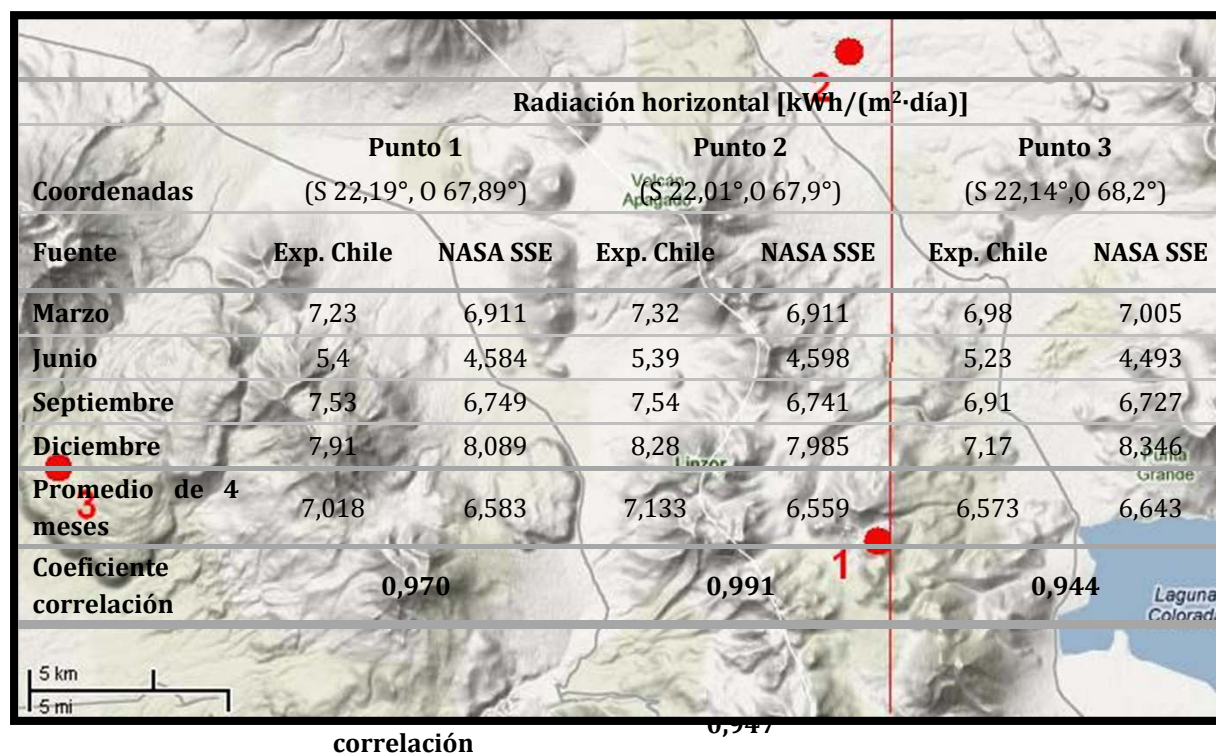 2
Radiación horizontal [kWh/(m²·día)]
Punto 1 Punto 2 Punto 3
Coordenadas (S 22,19°, O 67,89°) (S 22,01°,O 67,9°) (S 22,14°,O 68,2°)
Volcán
Apagado
Fuente Exp. Chile NASA SSE Exp. Chile NASA SSE Exp. Chile NASA SSE
Marzo 7,23 6,911 7,32 6,911 6,98 7,005
Junio 5,4 4,584 5,39 4,598 5,23 4,493
Septiembre 7,53 6,749 7,54 6,741 6,91 6,727
Diciembre 7,91 8,089 8,28 7,985 7,17 8,346
Linzor
Punta
Grande
Promedio de 4
meses 7,018 6,583 7,133 6,559 6,573 6,643
3
1
Coeficiente
correlación 0,970 0,991 0,944
Laguna
Colorada
5 km
5 mi
0,947
correlación